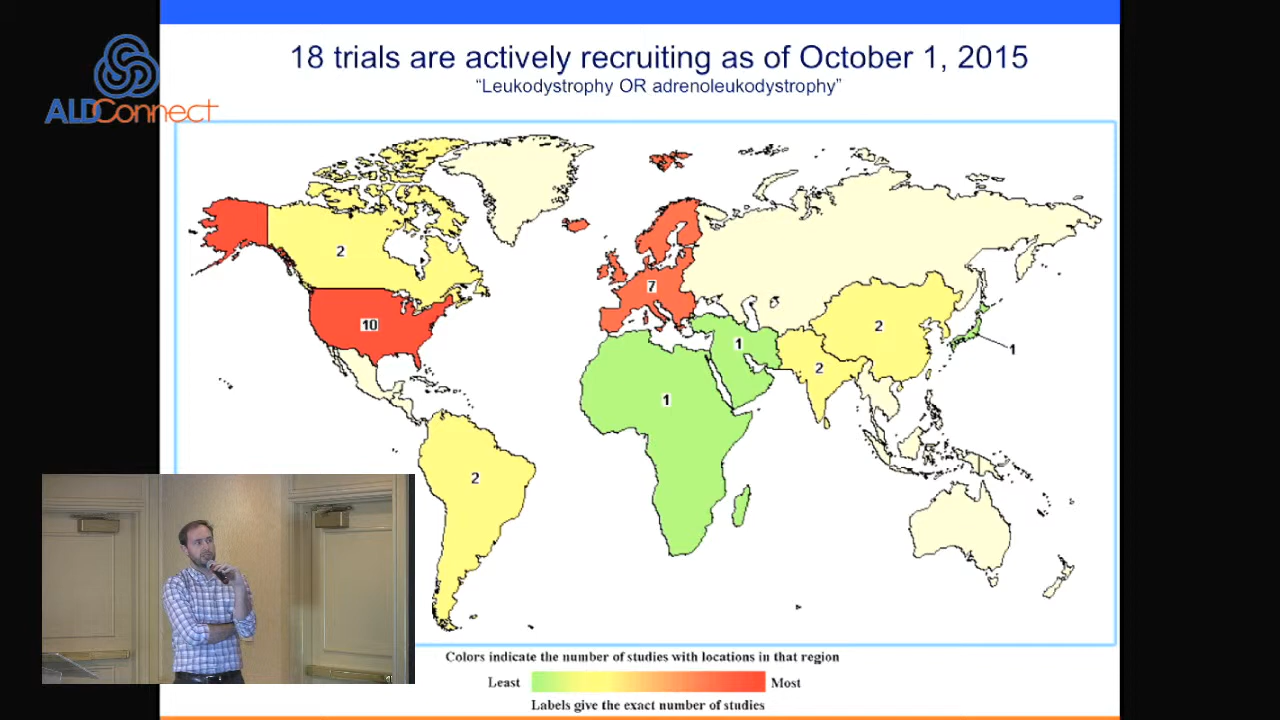 18 trials are actively recruiting as of October 1, 2015
“Leukodystrophy OR adrenoleukodystrophy”
ALDConnect
2
10
7
2
1
1
2
1
2
Colors indicate the number of studies with locations in that region
Least
Most
Labels give the exact number of studies